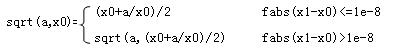 (x0+a/x0)/2 fabs(x1-x0)<=1e-8
sqrt(a,x0)=
sqrt(a,(x0+a/x0)/2) fabs(x1-x0)>1e-8